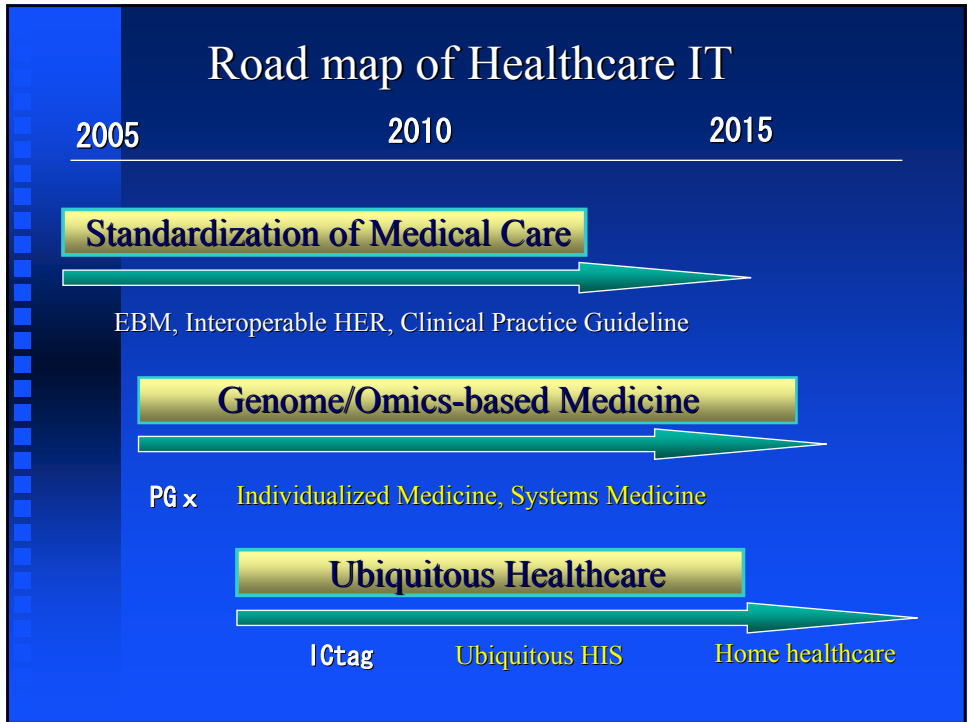 Road map of Healthcare IT
2005 2010 2015
Standardization of Medical Care
EBM, Interoperable HER, Clinical Practice Guideline
Genome/Omics-based Medicine
PGx Individualized Medicine, Systems Medicine
Ubiquitous Healthcare
ICtag Ubiquitous HIS Home healthcare